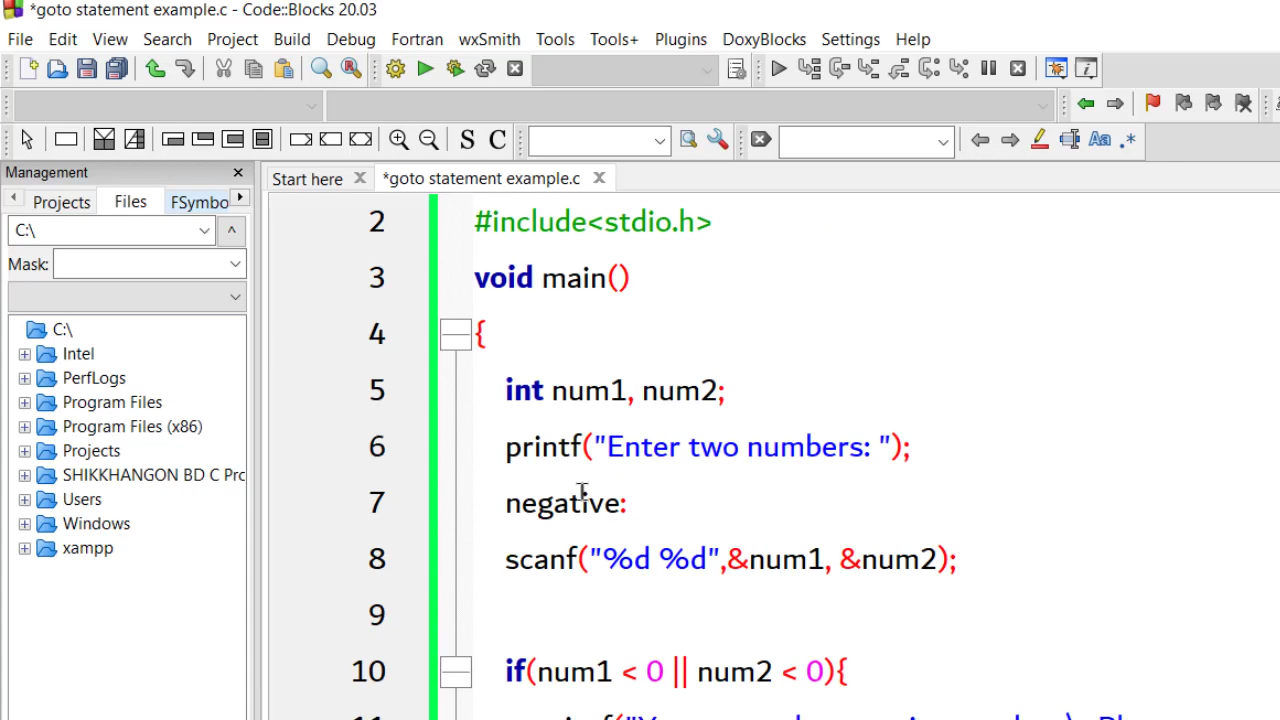 *goto statement example.c - Code::Blocks 20.03
File Edit View Search Project Build Debug Fortran wxSmith Tools Tools+ Plugins DoxyBlocks Settings Help
S C
Aa .*
Management
Start here *goto statement example.c
Projects Files FSymbo
C:\
Mask:
C:\
Intel
PerfLogs
Program Files
Program Files (x86)
Projects
SHIKKHANGON BD C Prc
Users
Windows
xampp
2 #include<stdio.h>
3 void main()
4 {
5 int num1, num2;
6 printf("Enter two numbers: ");
7 negative:
8 scanf("%d %d",&num1, &num2);
9
10 if(num1 < 0 || num2 < 0){